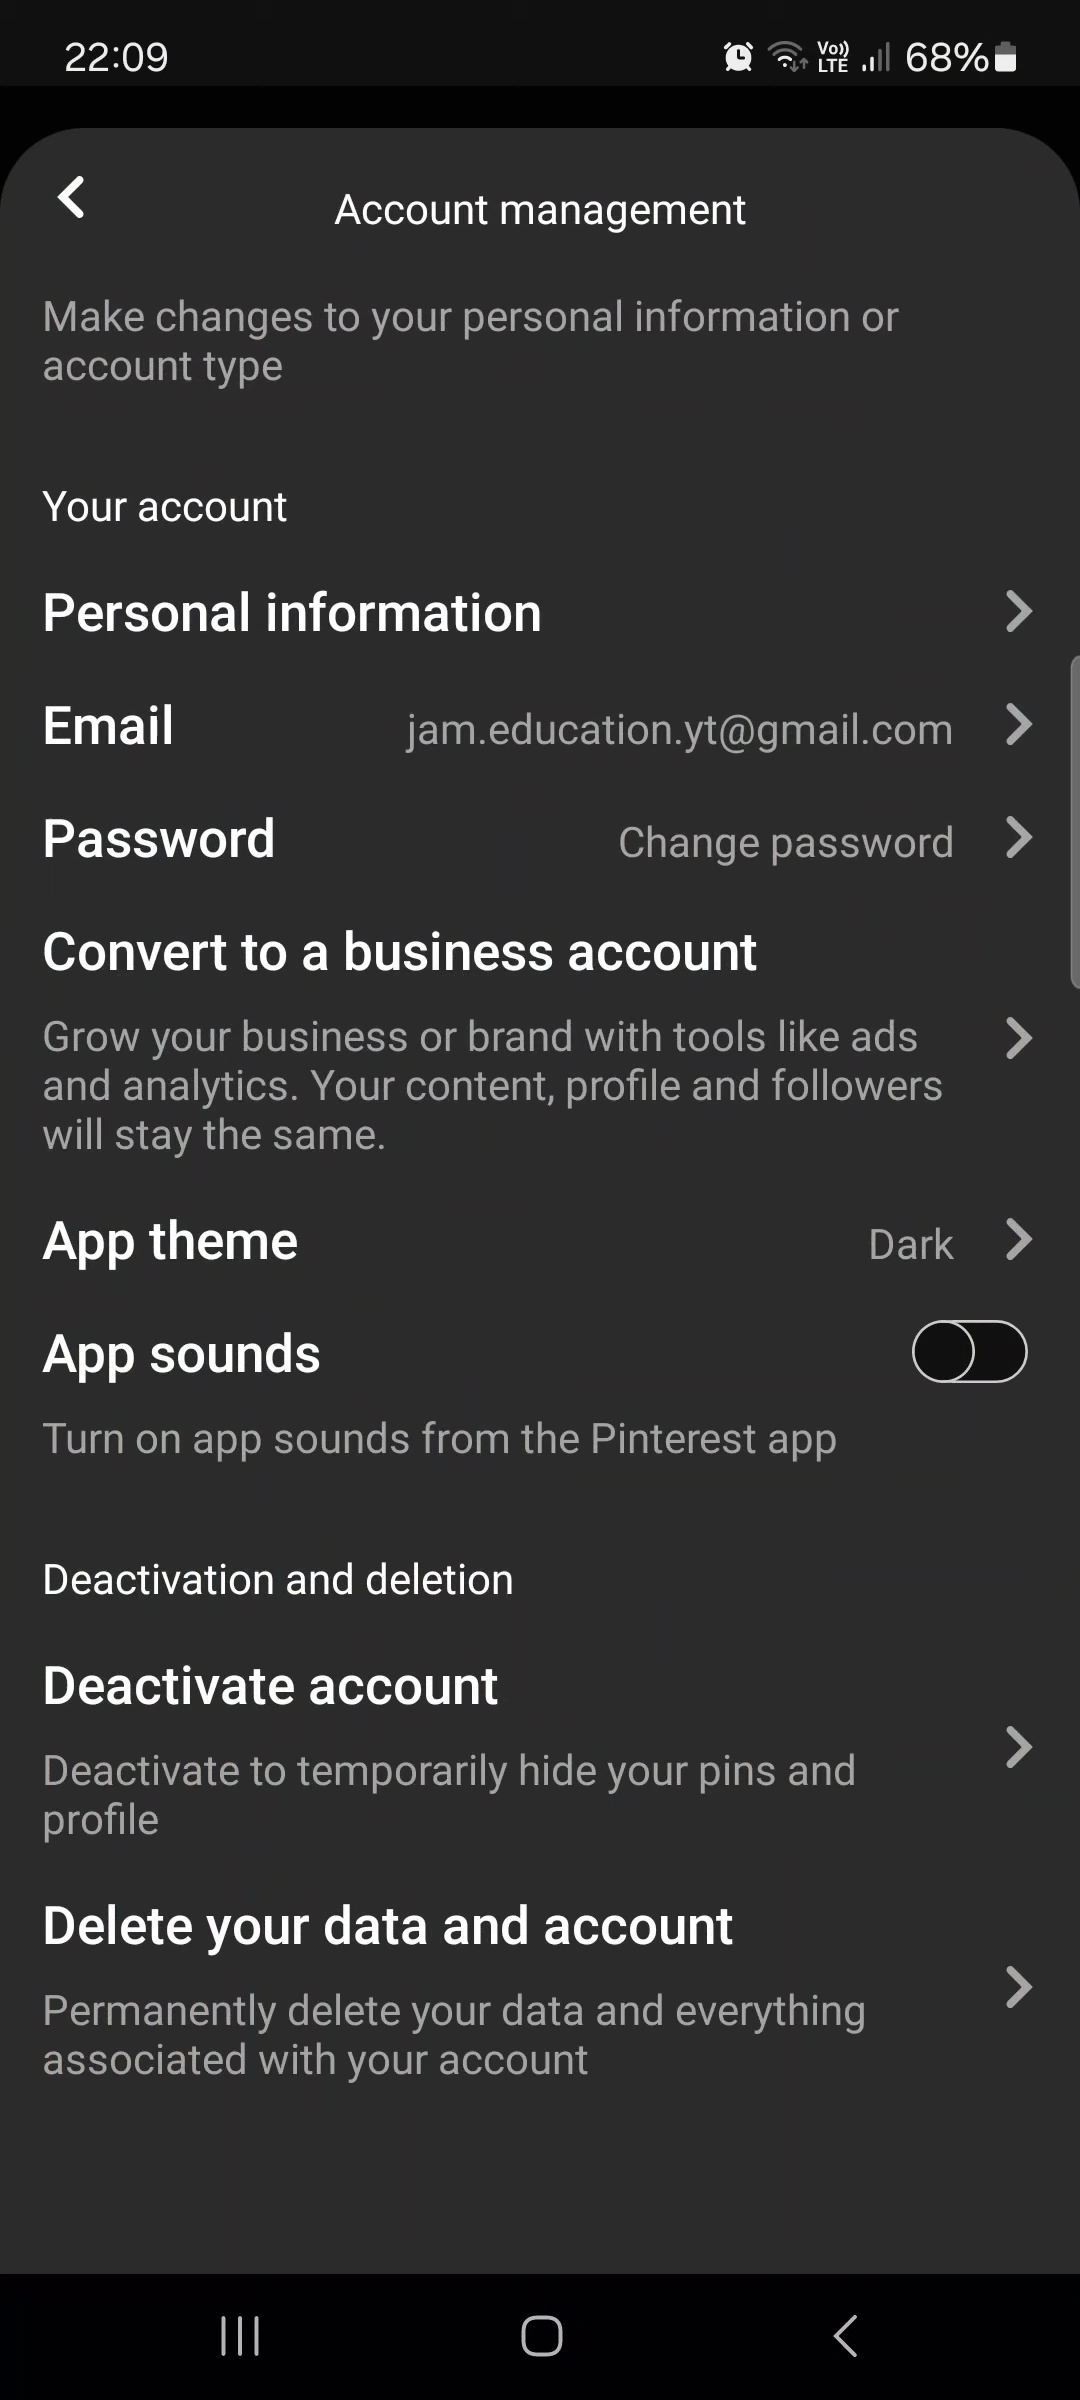 22:09
Vo)) LTE 68%
Account management
Make changes to your personal information or
account type
Your account
Personal information
Email jam.education.yt@gmail.com
Password Change password
Convert to a business account
Grow your business or brand with tools like ads
and analytics. Your content, profile and followers
will stay the same.
App theme Dark
App sounds
Turn on app sounds from the Pinterest app
Deactivation and deletion
Deactivate account
Deactivate to temporarily hide your pins and
profile
Delete your data and account
Permanently delete your data and everything
associated with your account